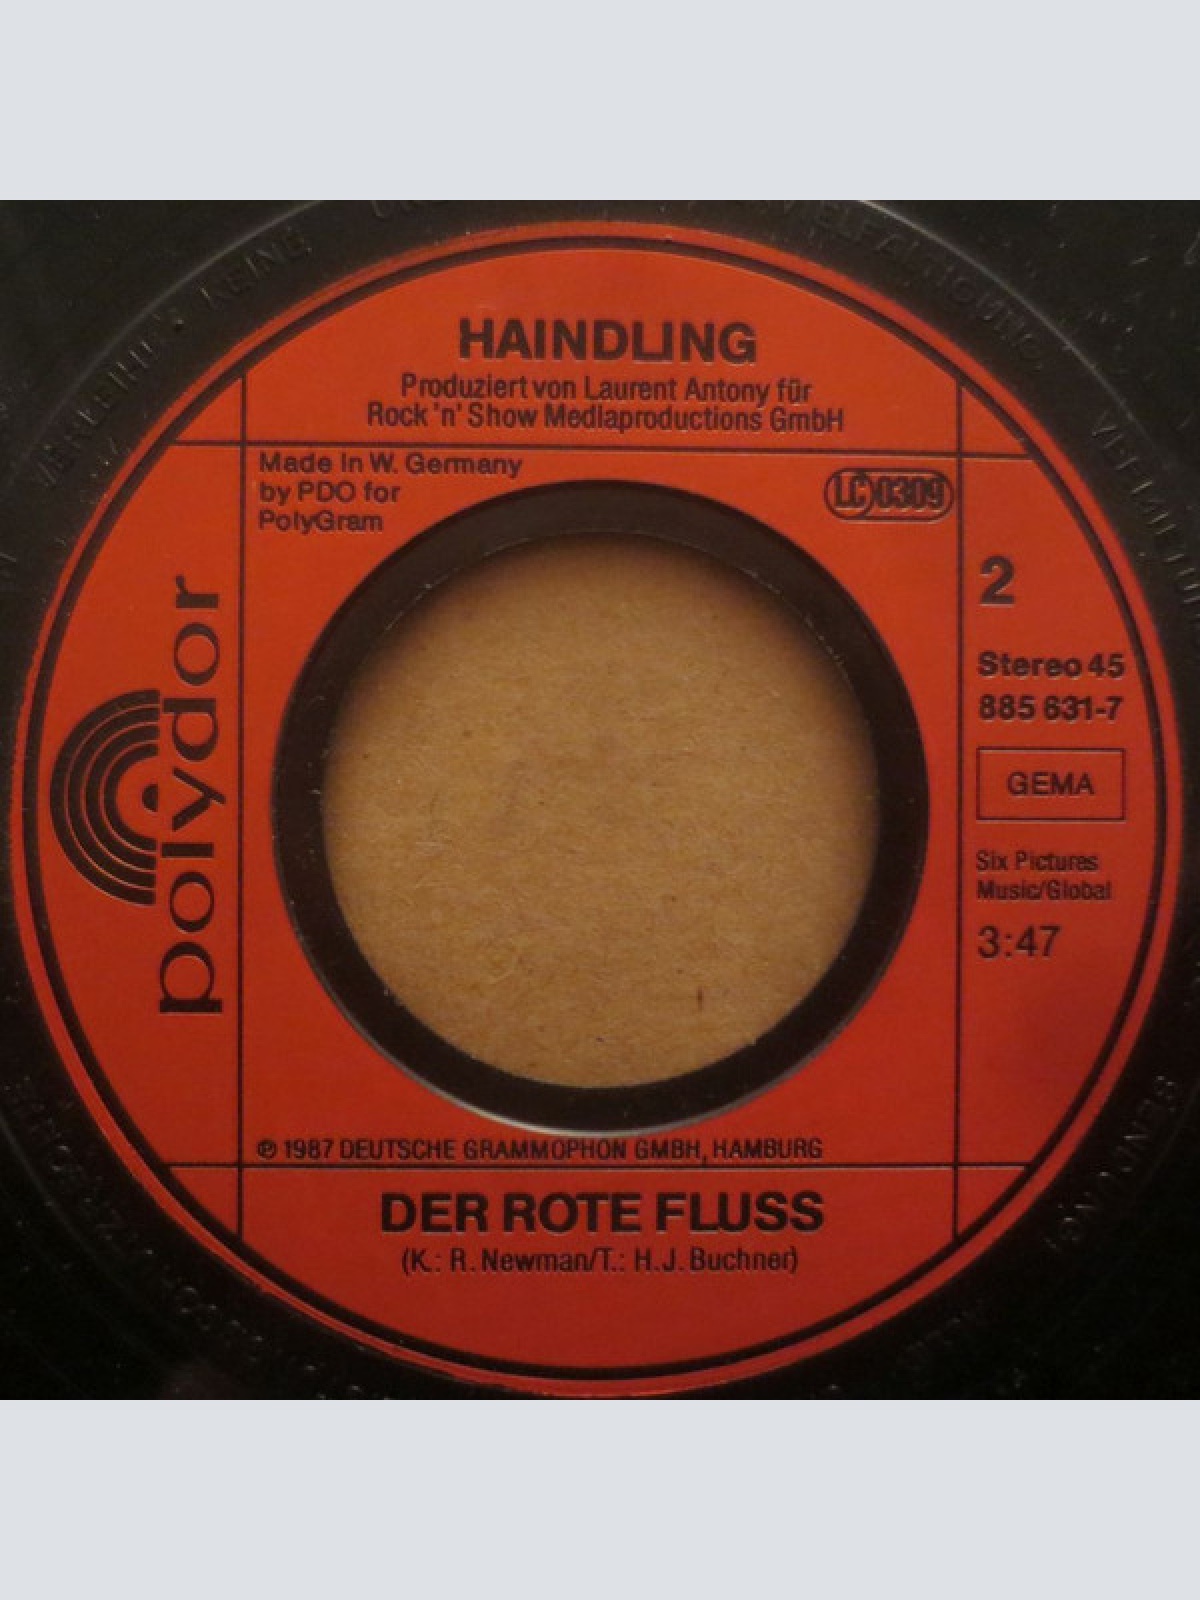 HAINDLING
Produziert von Laurent Antony für
Rock 'n' Show Mediaproductions GmbH
Made in W. Germany
by PDO for
PolyGram
LC 0309
polydor
2
Stereo 45
885 631-7
GEMA
Six Pictures
Music/Global
3:47
℗ 1987 DEUTSCHE GRAMMOPHON GMBH, HAMBURG
DER ROTE FLUSS
(K.: R. Newman/T.: H.J. Buchner)